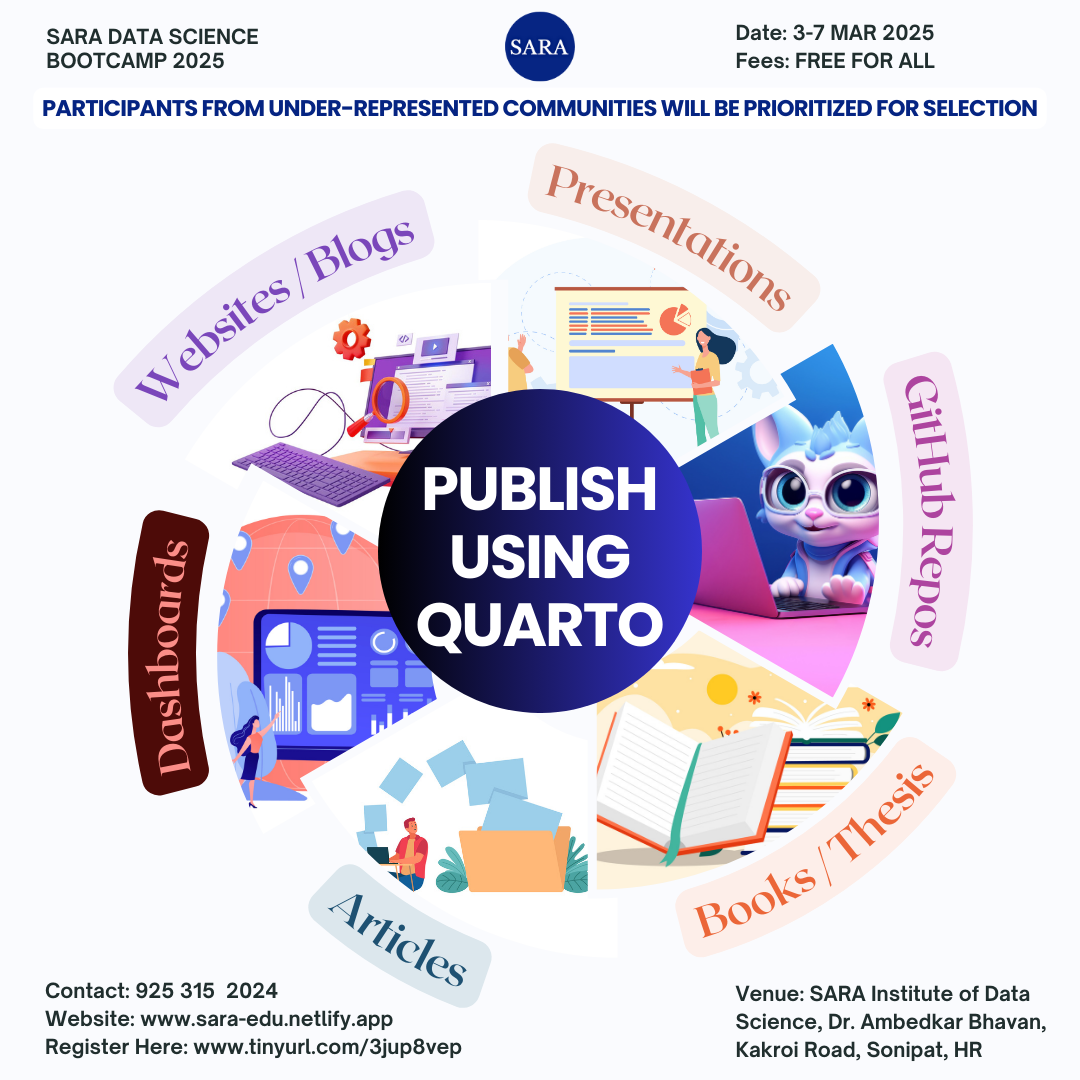 SARA DATA SCIENCE
BOOTCAMP 2025
SARA
Date: 3-7 MAR 2025
Fees: FREE FOR ALL
PARTICIPANTS FROM UNDER-REPRESENTED COMMUNITIES WILL BE PRIORITIZED FOR SELECTION
Websites / Blogs
Presentations
GitHub Repos
Dashboards
PUBLISH
USING
QUARTO
Books / Thesis
Articles
Contact: 925 315  2024
Website: www.sara-edu.netlify.app
Register Here: www.tinyurl.com/3jup8vep
Venue: SARA Institute of Data
Science, Dr. Ambedkar Bhavan,
Kakroi Road, Sonipat, HR